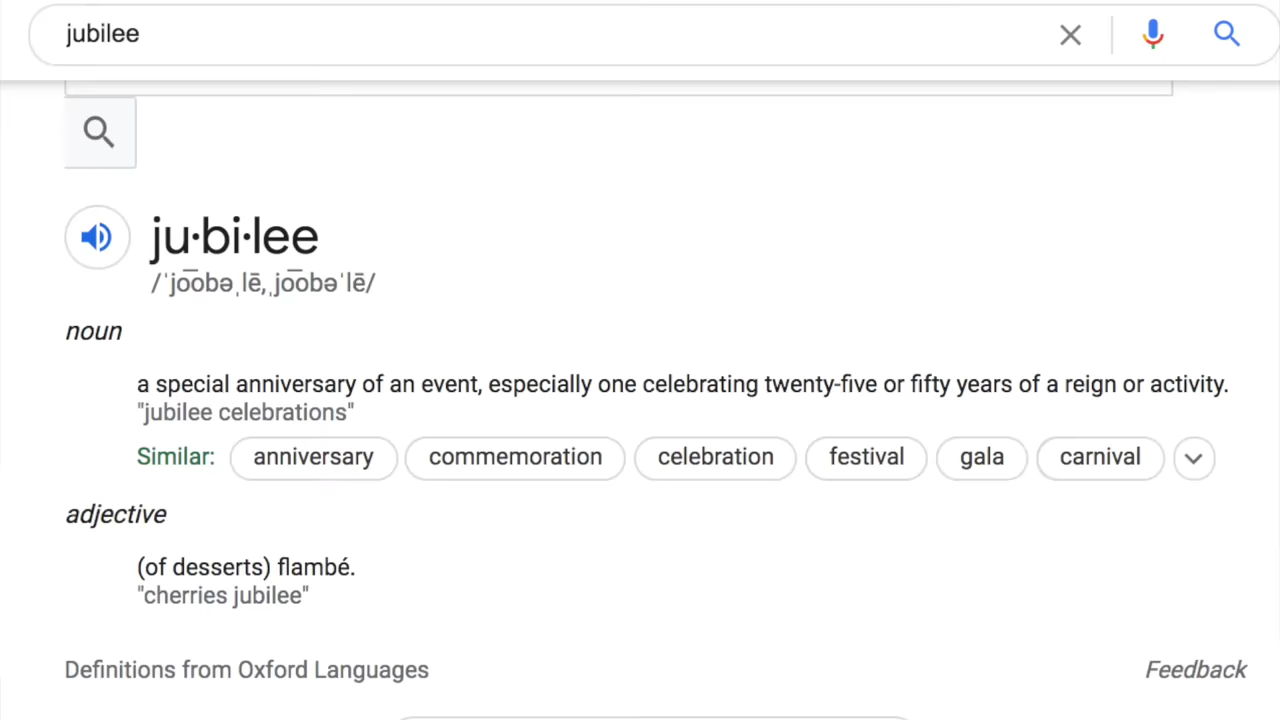 jubilee
ju·bi·lee
/ˈjo͞obəˌlē,ˌjo͞obəˈlē/
noun
a special anniversary of an event, especially one celebrating twenty-five or fifty years of a reign or activity.
"jubilee celebrations"
Similar: anniversary commemoration celebration festival gala carnival
adjective
(of desserts) flambé.
"cherries jubilee"
Definitions from Oxford Languages Feedback